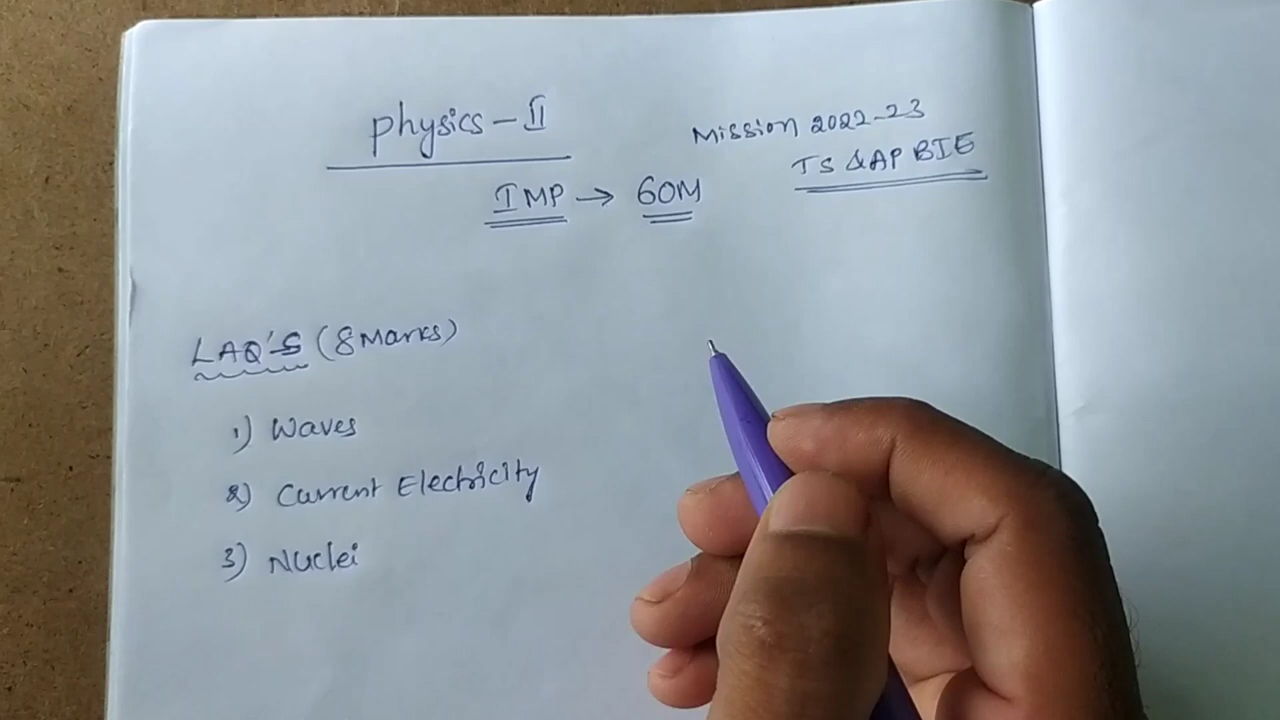 Physics - II
Mission 2022-23
TS & AP BIE
IMP → 60M
LAQ'S (8 Marks)
1) Waves
2) Current Electricity
3) Nuclei